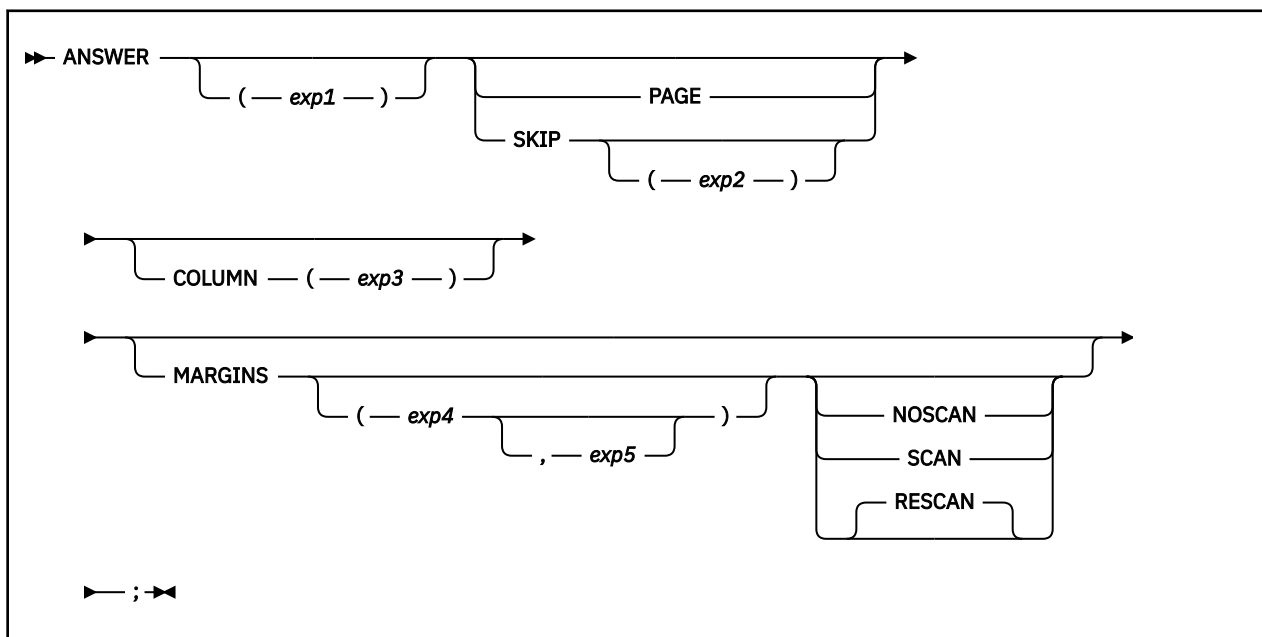 ANSWER
( exp1 )
PAGE
SKIP
( exp2 )
COLUMN ( exp3 )
MARGINS
( exp4 )
, exp5
NOSCAN
SCAN
RESCAN
;